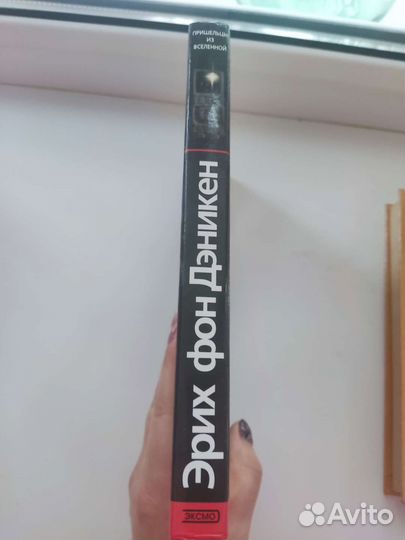 ПРИШЕЛЬЦЫ
ИЗ
ВСЕЛЕННОЙ
Эрих фон Дэникен
ЭКСМО
Avito